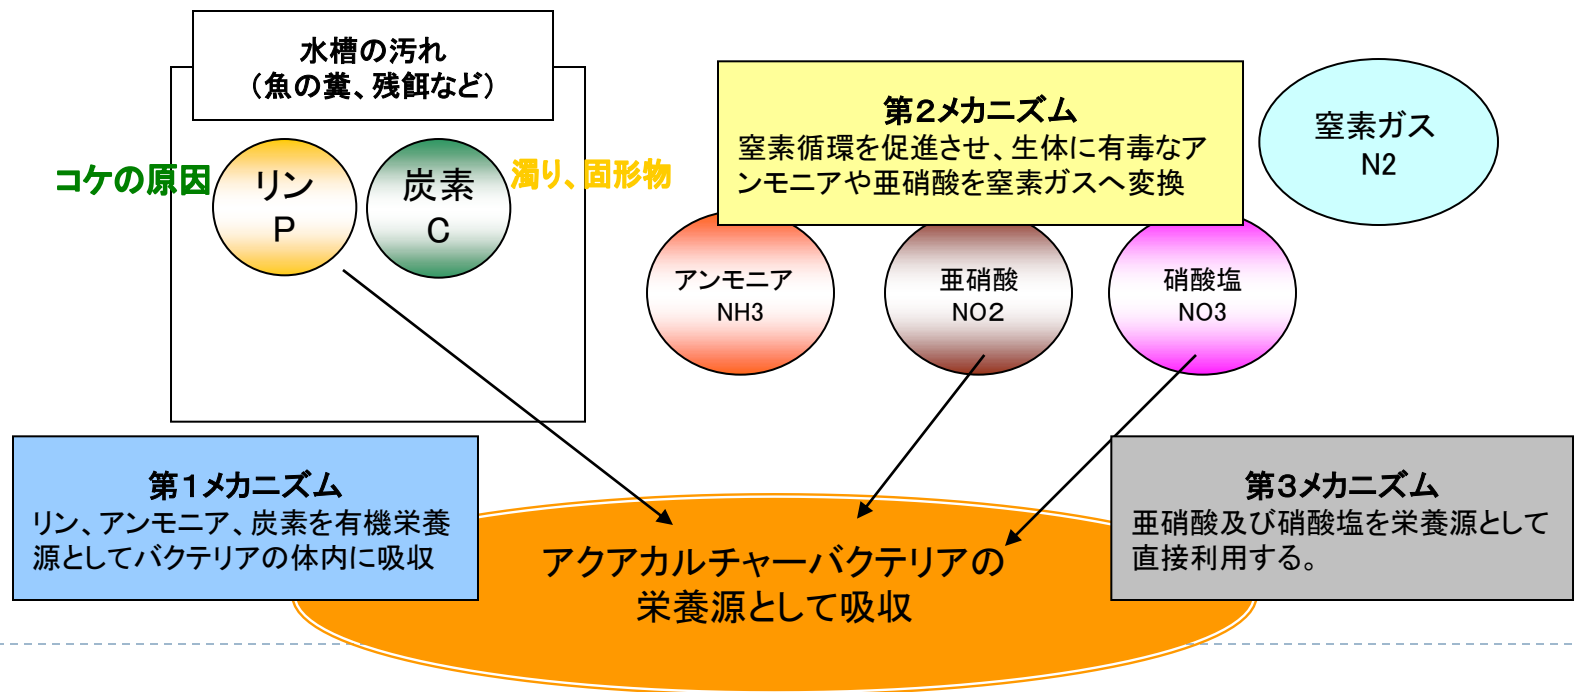 水槽の汚れ
（魚の糞、残餌など）
コケの原因
リン
P
炭素
C
濁り、固形物
第２メカニズム
窒素循環を促進させ、生体に有毒なア
ンモニアや亜硝酸を窒素ガスへ変換
窒素ガス
N2
アンモニア
NH3
亜硝酸
NO２
硝酸塩
NO3
第１メカニズム
リン、アンモニア、炭素を有機栄養
源としてバクテリアの体内に吸収
第３メカニズム
亜硝酸及び硝酸塩を栄養源として
直接利用する。
アクアカルチャーバクテリアの
栄養源として吸収